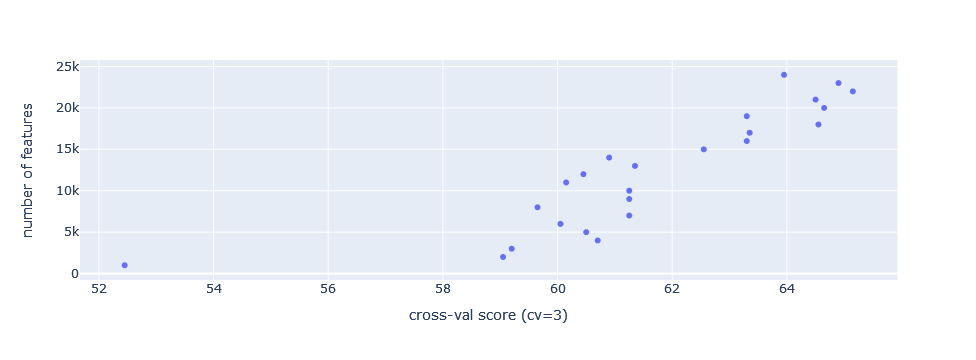 25k
20k
15k
10k
5k
0
number of features
52 54 56 58 60 62 64
cross-val score (cv=3)